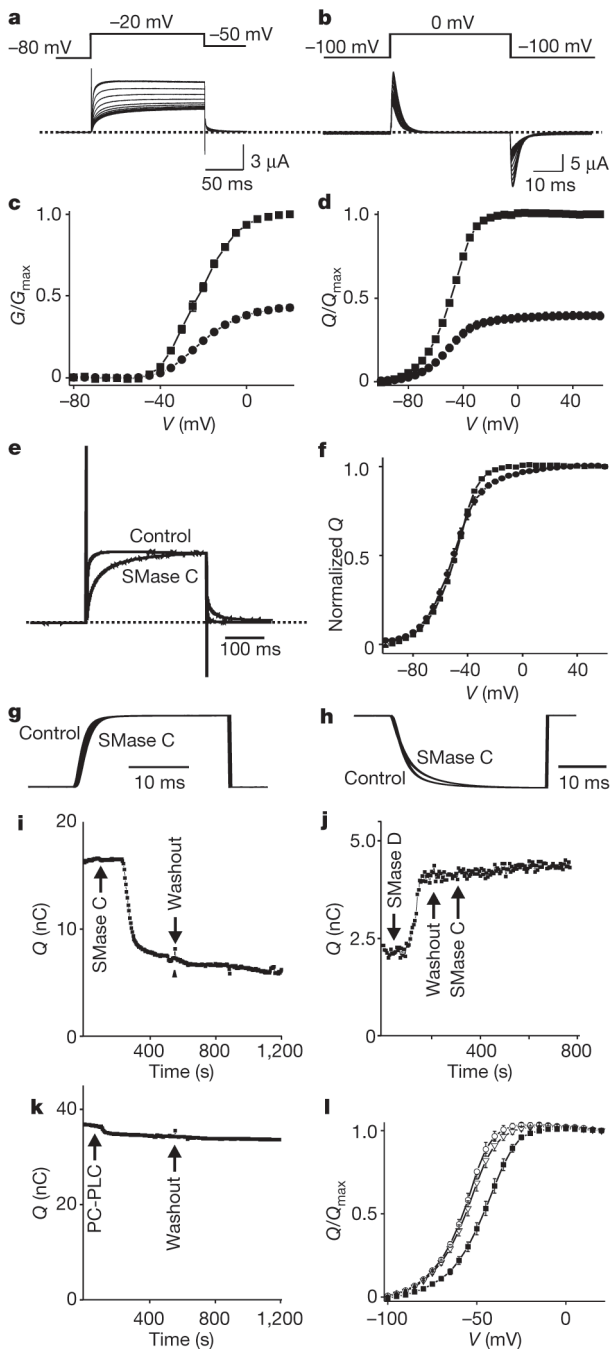 a
−20 mV
−50 mV
−80 mV
3 µA
50 ms
b
0 mV
−100 mV
−100 mV
5 µA
10 ms
c
1.0
0.5
0
G/Gmax
−80
−40
0
V (mV)
d
1.0
0.5
0
Q/Qmax
−80
−40
0
40
V (mV)
e
Control
SMase C
100 ms
f
1.0
0.5
0
Normalized Q
−80
−40
0
40
V (mV)
g
Control
SMase C
10 ms
h
SMase C
Control
10 ms
i
20
10
0
Q (nC)
SMase C
Washout
400
800
1,200
Time (s)
j
5.0
2.5
0
Q (nC)
SMase D
Washout
SMase C
400
800
Time (s)
k
40
20
0
Q (nC)
PC-PLC
Washout
400
800
1,200
Time (s)
l
1.0
0.5
0
Q/Qmax
−100
−50
0
V (mV)